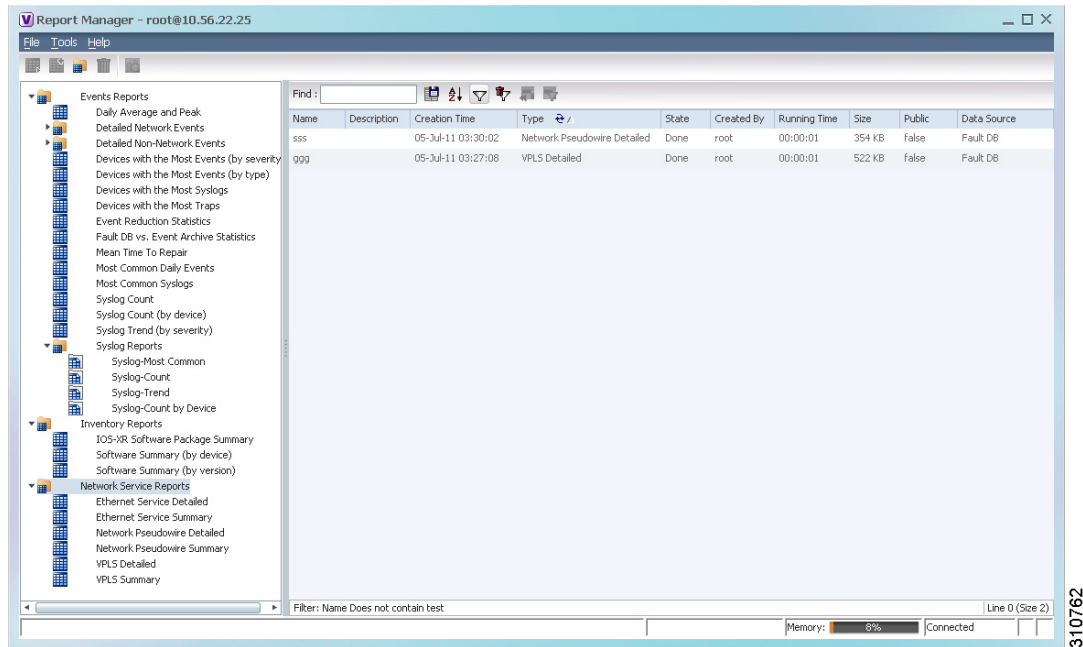 Report Manager - root@10.56.22.25
File Tools Help
Find :
Name Description Creation Time Type State Created By Running Time Size Public Data Source
sss 05-Jul-11 03:30:02 Network Pseudowire Detailed Done root 00:00:01 354 KB false Fault DB
ggg 05-Jul-11 03:27:08 VPLS Detailed Done root 00:00:01 522 KB false Fault DB
Events Reports
Daily Average and Peak
Detailed Network Events
Detailed Non-Network Events
Devices with the Most Events (by severity
Devices with the Most Events (by type)
Devices with the Most Syslogs
Devices with the Most Traps
Event Reduction Statistics
Fault DB vs. Event Archive Statistics
Mean Time To Repair
Most Common Daily Events
Most Common Syslogs
Syslog Count
Syslog Count (by device)
Syslog Trend (by severity)
Syslog Reports
Syslog-Most Common
Syslog-Count
Syslog-Trend
Syslog-Count by Device
Inventory Reports
IOS-XR Software Package Summary
Software Summary (by device)
Software Summary (by version)
Network Service Reports
Ethernet Service Detailed
Ethernet Service Summary
Network Pseudowire Detailed
Network Pseudowire Summary
VPLS Detailed
VPLS Summary
Filter: Name Does not contain test Line 0 (Size 2)
Memory: 8% Connected
310762